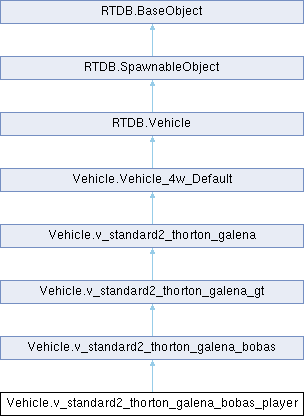 RTDB.BaseObject
RTDB.SpawnableObject
RTDB.Vehicle
Vehicle.Vehicle_4w_Default
Vehicle.v_standard2_thorton_galena
Vehicle.v_standard2_thorton_galena_gt
Vehicle.v_standard2_thorton_galena_bobas
Vehicle.v_standard2_thorton_galena_bobas_player